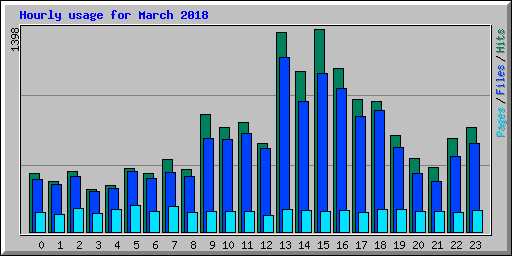 Hourly usage for March 2018
1398
Pages/Files/Hits
0 1 2 3 4 5 6 7 8 9 10 11 12 13 14 15 16 17 18 19 20 21 22 23